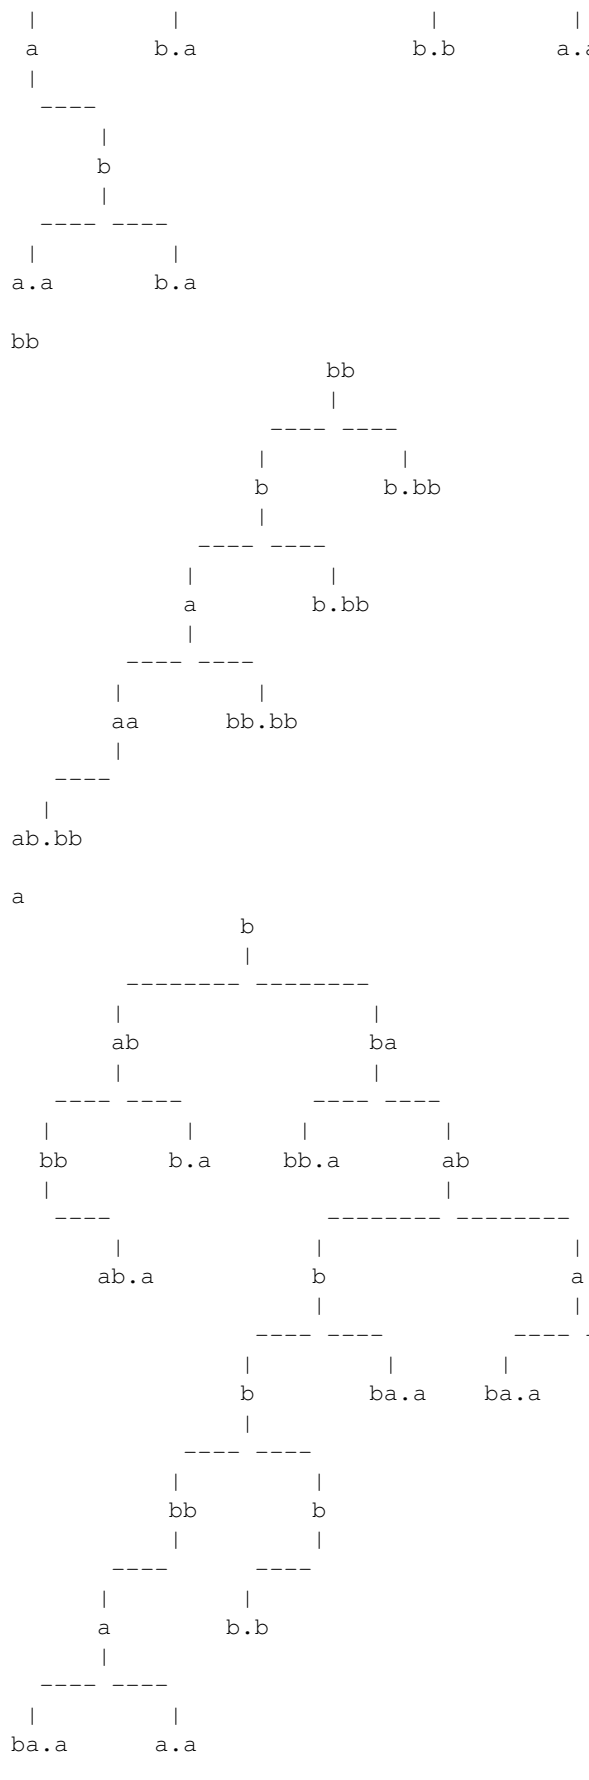 |         |                 |         |
 a        b.a               b.b       a.a
 |
  ----
      |
      b
      |
  ---- ----
 |         |
a.a       b.a

bb
                      bb
                      |
                  ---- ----
                 |         |
                 b        b.bb
                 |
             ---- ----
            |         |
            a        b.bb
            |
        ---- ----
       |         |
       aa      bb.bb
       |
   ----
  |
ab.bb

a
                b
                |
        -------- --------
       |                 |
       ab                ba
       |                 |
   ---- ----         ---- ----
  |         |       |         |
  bb       b.a     bb.a       ab
  |                           |
   ----               -------- --------
       |             |                 |
      ab.a           b                 a
                     |                 |
                 ---- ----         ---- -
                |         |       |
                b        ba.a    ba.a
                |
            ---- ----
           |         |
           bb        b
           |         |
       ----      ----
      |         |
      a        b.b
      |
  ---- ----
 |         |
ba.a      a.a